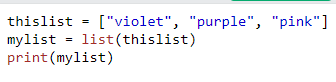 thislist = ["violet", "purple", "pink"]
mylist = list(thislist)
print(mylist)